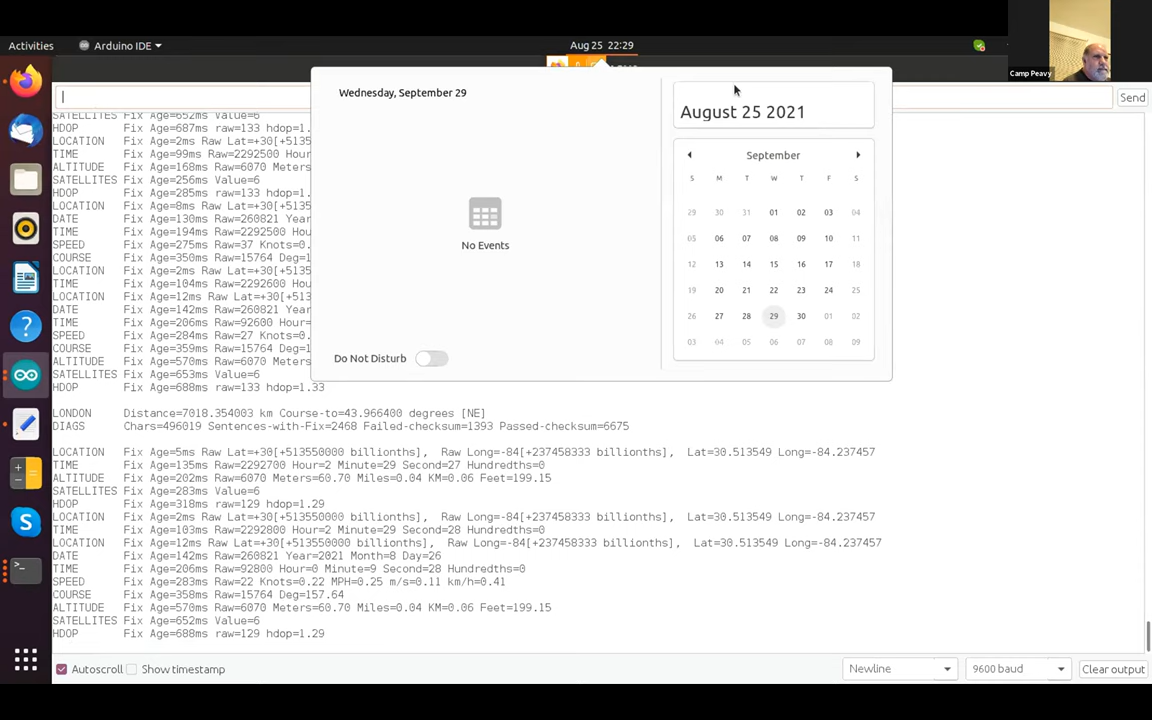 Activities
Arduino IDE
Aug 25 22:29
Camp Peavy
Send
Wednesday, September 29
No Events
Do Not Disturb
August 25 2021
September
S M T W T F S
29 30 31 01 02 03 04
05 06 07 08 09 10 11
12 13 14 15 16 17 18
19 20 21 22 23 24 25
26 27 28 29 30 01 02
03 04 05 06 07 08 09
SATELLITES Fix Age=652ms Value=6
HDOP Fix Age=687ms raw=133 hdop=1.
LOCATION Fix Age=2ms Raw Lat=+30[+5135
TIME Fix Age=99ms Raw=2292500 Hour
ALTITUDE Fix Age=168ms Raw=6070 Meters
SATELLITES Fix Age=256ms Value=6
HDOP Fix Age=285ms raw=133 hdop=1.
LOCATION Fix Age=8ms Raw Lat=+30[+5135
DATE Fix Age=130ms Raw=260821 Year
TIME Fix Age=194ms Raw=2292500 Hou
SPEED Fix Age=275ms Raw=37 Knots=0.
COURSE Fix Age=350ms Raw=15764 Deg=1
LOCATION Fix Age=2ms Raw Lat=+30[+5135
TIME Fix Age=104ms Raw=2292600 Hou
LOCATION Fix Age=12ms Raw Lat=+30[+513
DATE Fix Age=142ms Raw=260821 Year
TIME Fix Age=206ms Raw=92600 Hour=
SPEED Fix Age=284ms Raw=27 Knots=0.
COURSE Fix Age=359ms Raw=15764 Deg=1
ALTITUDE Fix Age=570ms Raw=6070 Meters
SATELLITES Fix Age=653ms Value=6
HDOP Fix Age=688ms raw=133 hdop=1.33
LONDON Distance=7018.354003 km Course-to=43.966400 degrees [NE]
DIAGS Chars=496019 Sentences-with-Fix=2468 Failed-checksum=1393 Passed-checksum=6675
LOCATION Fix Age=5ms Raw Lat=+30[+513550000 billionths], Raw Long=-84[+237458333 billionths], Lat=30.513549 Long=-84.237457
TIME Fix Age=135ms Raw=2292700 Hour=2 Minute=29 Second=27 Hundredths=0
ALTITUDE Fix Age=202ms Raw=6070 Meters=60.70 Miles=0.04 KM=0.06 Feet=199.15
SATELLITES Fix Age=283ms Value=6
HDOP Fix Age=318ms raw=129 hdop=1.29
LOCATION Fix Age=2ms Raw Lat=+30[+513550000 billionths], Raw Long=-84[+237458333 billionths], Lat=30.513549 Long=-84.237457
TIME Fix Age=103ms Raw=2292800 Hour=2 Minute=29 Second=28 Hundredths=0
LOCATION Fix Age=12ms Raw Lat=+30[+513550000 billionths], Raw Long=-84[+237458333 billionths], Lat=30.513549 Long=-84.237457
DATE Fix Age=142ms Raw=260821 Year=2021 Month=8 Day=26
TIME Fix Age=206ms Raw=92800 Hour=0 Minute=9 Second=28 Hundredths=0
SPEED Fix Age=283ms Raw=22 Knots=0.22 MPH=0.25 m/s=0.11 km/h=0.41
COURSE Fix Age=358ms Raw=15764 Deg=157.64
ALTITUDE Fix Age=570ms Raw=6070 Meters=60.70 Miles=0.04 KM=0.06 Feet=199.15
SATELLITES Fix Age=652ms Value=6
HDOP Fix Age=688ms raw=129 hdop=1.29
Autoscroll Show timestamp Newline 9600 baud Clear output